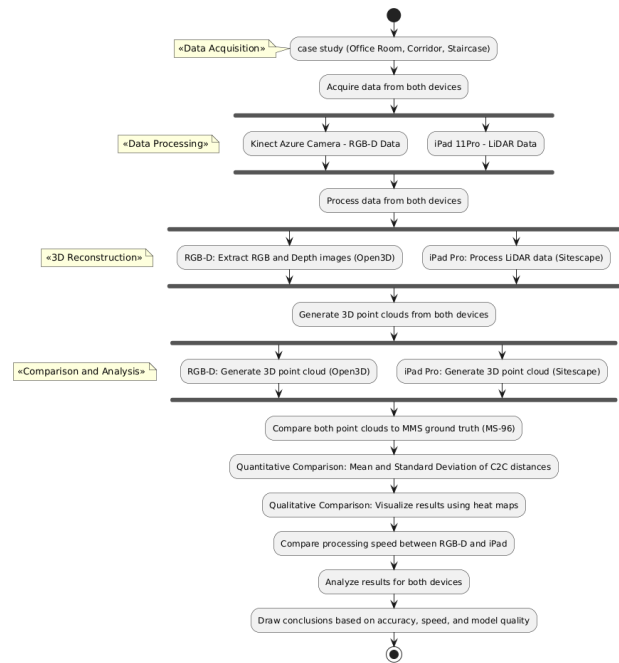 «Data Acquisition»
case study (Office Room, Corridor, Staircase)
Acquire data from both devices
«Data Processing»
Kinect Azure Camera - RGB-D Data
iPad 11Pro - LiDAR Data
Process data from both devices
«3D Reconstruction»
RGB-D: Extract RGB and Depth images (Open3D)
iPad Pro: Process LiDAR data (Sitescape)
Generate 3D point clouds from both devices
«Comparison and Analysis»
RGB-D: Generate 3D point cloud (Open3D)
iPad Pro: Generate 3D point cloud (Sitescape)
Compare both point clouds to MMS ground truth (MS-96)
Quantitative Comparison: Mean and Standard Deviation of C2C distances
Qualitative Comparison: Visualize results using heat maps
Compare processing speed between RGB-D and iPad
Analyze results for both devices
Draw conclusions based on accuracy, speed, and model quality